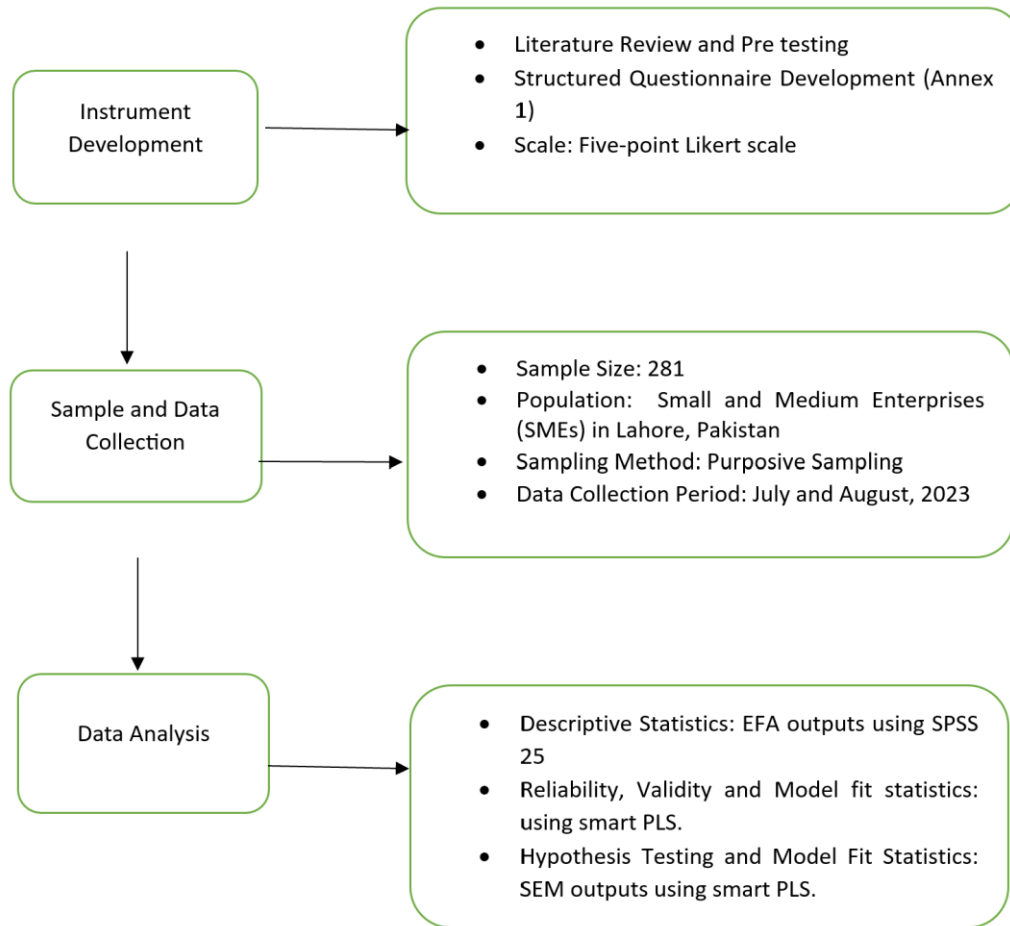 Instrument
Development
• Literature Review and Pre testing
• Structured Questionnaire Development (Annex
1)
• Scale: Five-point Likert scale
Sample and Data
Collection
• Sample Size: 281
• Population: Small and Medium Enterprises
(SMEs) in Lahore, Pakistan
• Sampling Method: Purposive Sampling
• Data Collection Period: July and August, 2023
Data Analysis
• Descriptive Statistics: EFA outputs using SPSS
25
• Reliability, Validity and Model fit statistics:
using smart PLS.
• Hypothesis Testing and Model Fit Statistics:
SEM outputs using smart PLS.